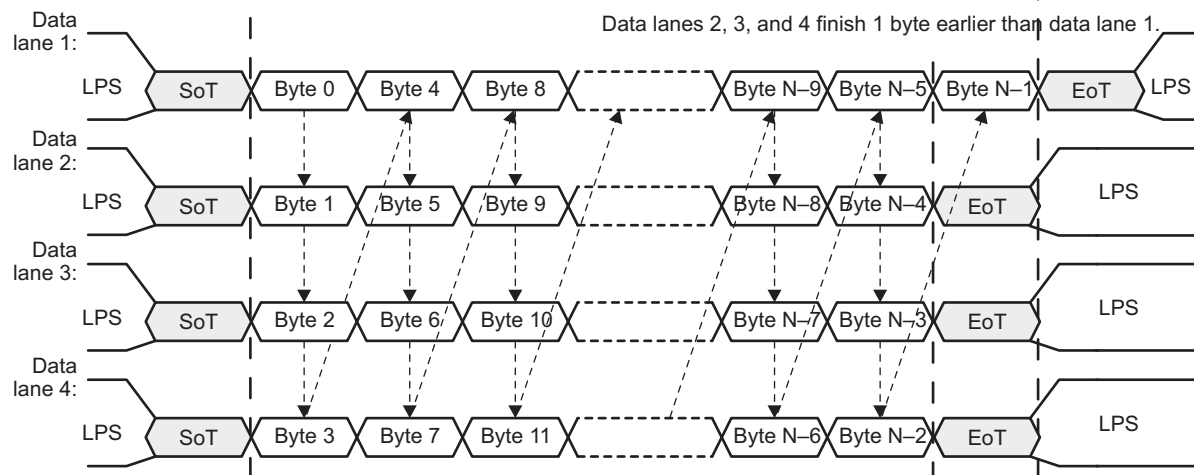 Data lanes 2, 3, and 4 finish 1 byte earlier than data lane 1.
Data
lane 1:
LPS SoT Byte 0 Byte 4 Byte 8 Byte N–9 Byte N–5 Byte N–1 EoT LPS
Data
lane 2:
LPS SoT Byte 1 Byte 5 Byte 9 Byte N–8 Byte N–4 EoT LPS
Data
lane 3:
LPS SoT Byte 2 Byte 6 Byte 10 Byte N–7 Byte N–3 EoT LPS
Data
lane 4:
LPS SoT Byte 3 Byte 7 Byte 11 Byte N–6 Byte N–2 EoT LPS